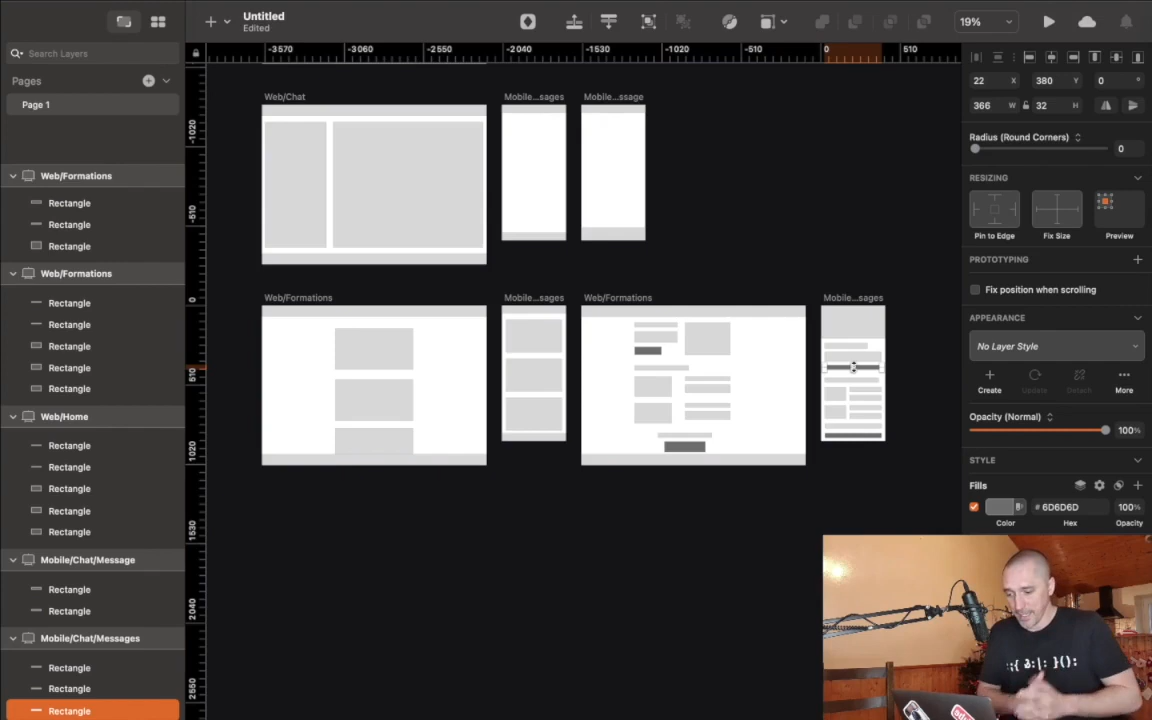 Untitled
Edited
19%
Search Layers
Pages
Page 1
Web/Formations
Rectangle
Rectangle
Rectangle
Web/Formations
Rectangle
Rectangle
Rectangle
Rectangle
Rectangle
Web/Home
Rectangle
Rectangle
Rectangle
Rectangle
Rectangle
Mobile/Chat/Message
Rectangle
Rectangle
Mobile/Chat/Messages
Rectangle
Rectangle
Rectangle
-3570 -3060 -2550 -2040 -1530 -1020 -510 0 510
-1020
-510
0
510
1020
1530
2040
2550
Web/Chat
Mobile...sages
Mobile...ssage
Web/Formations
Mobile...sages
Web/Formations
Mobile...sages
22 X 380 Y 0 °
366 W 32 H
Radius (Round Corners)
0
RESIZING
Pin to Edge Fix Size Preview
PROTOTYPING
Fix position when scrolling
APPEARANCE
No Layer Style
Create Update Detach More
Opacity (Normal)
100%
STYLE
Fills
# 6D6D6D 100%
Color Hex Opacity